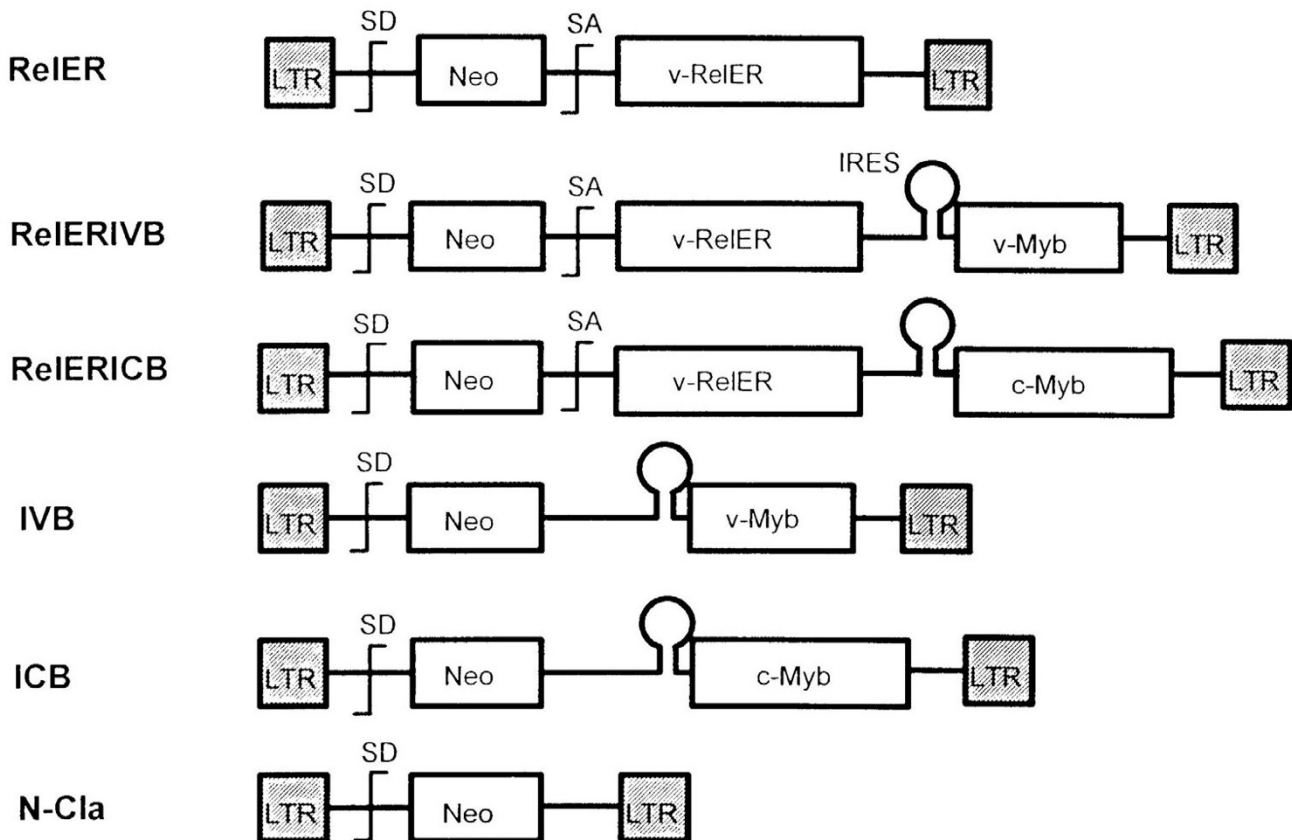 SD SA
RelER LTR Neo v-RelER LTR
IRES
SD SA
RelERIVB LTR Neo v-RelER v-Myb LTR
SD SA
RelERICB LTR Neo v-RelER c-Myb LTR
SD
IVB LTR Neo v-Myb LTR
SD
ICB LTR Neo c-Myb LTR
SD
N-Cla LTR Neo LTR